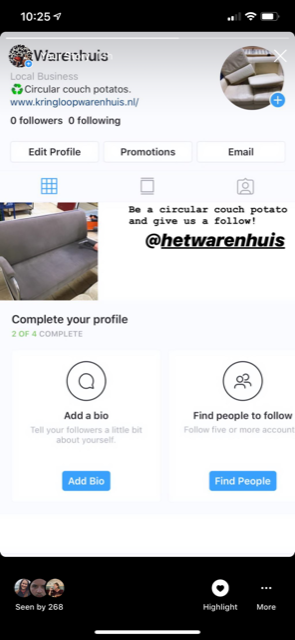 10:25
Warenhuis
Local Business
♻️Circular couch potatos.
www.kringloopwarenhuis.nl/
0 followers 0 following
Edit Profile
Promotions
Email
Be a circular couch potato
and give us a follow!
@hetwarenhuis
Complete your profile
2 OF 4 COMPLETE
Add a bio
Tell your followers a little bit
about yourself.
Add Bio
Find people to follow
Follow five or more account
Find People
Seen by 268
Highlight
More